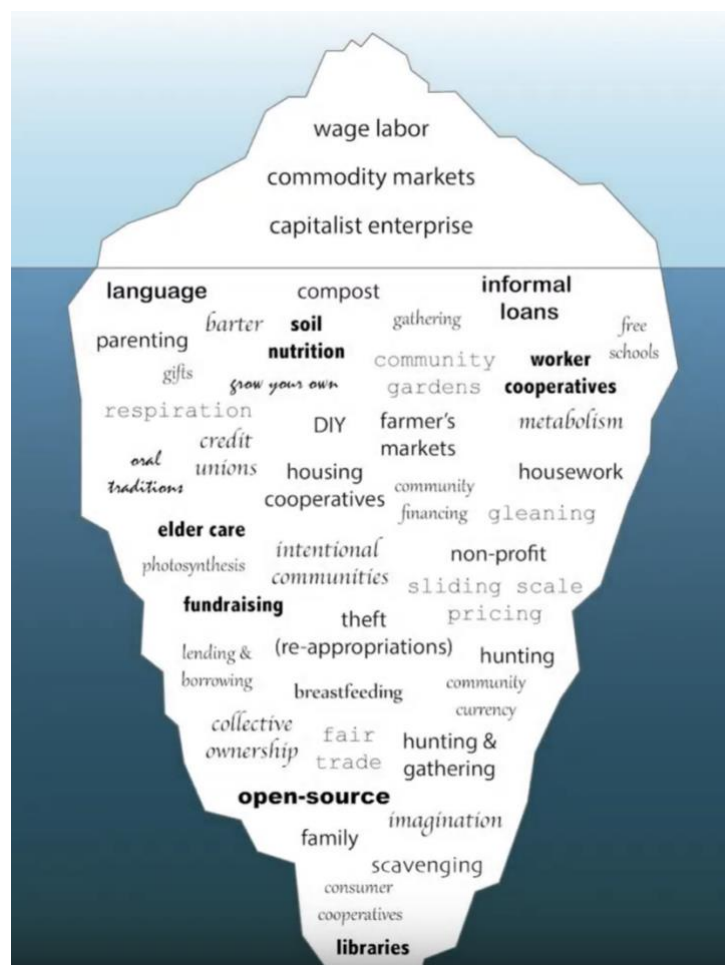 wage labor
commodity markets
capitalist enterprise
language
compost
informal
loans
parenting
barter
soil
nutrition
gathering
free
schools
gifts
grow your own
community
gardens
worker
cooperatives
respiration
DIY
farmer's
markets
metabolism
oral
traditions
credit
unions
housing
cooperatives
community
financing
housework
gleaning
elder care
photosynthesis
intentional
communities
non-profit
sliding scale
pricing
fundraising
theft
(re-appropriations)
lending &
borrowing
hunting
breastfeeding
community
currency
collective
ownership
fair
trade
hunting &
gathering
open-source
imagination
family
scavenging
consumer
cooperatives
libraries